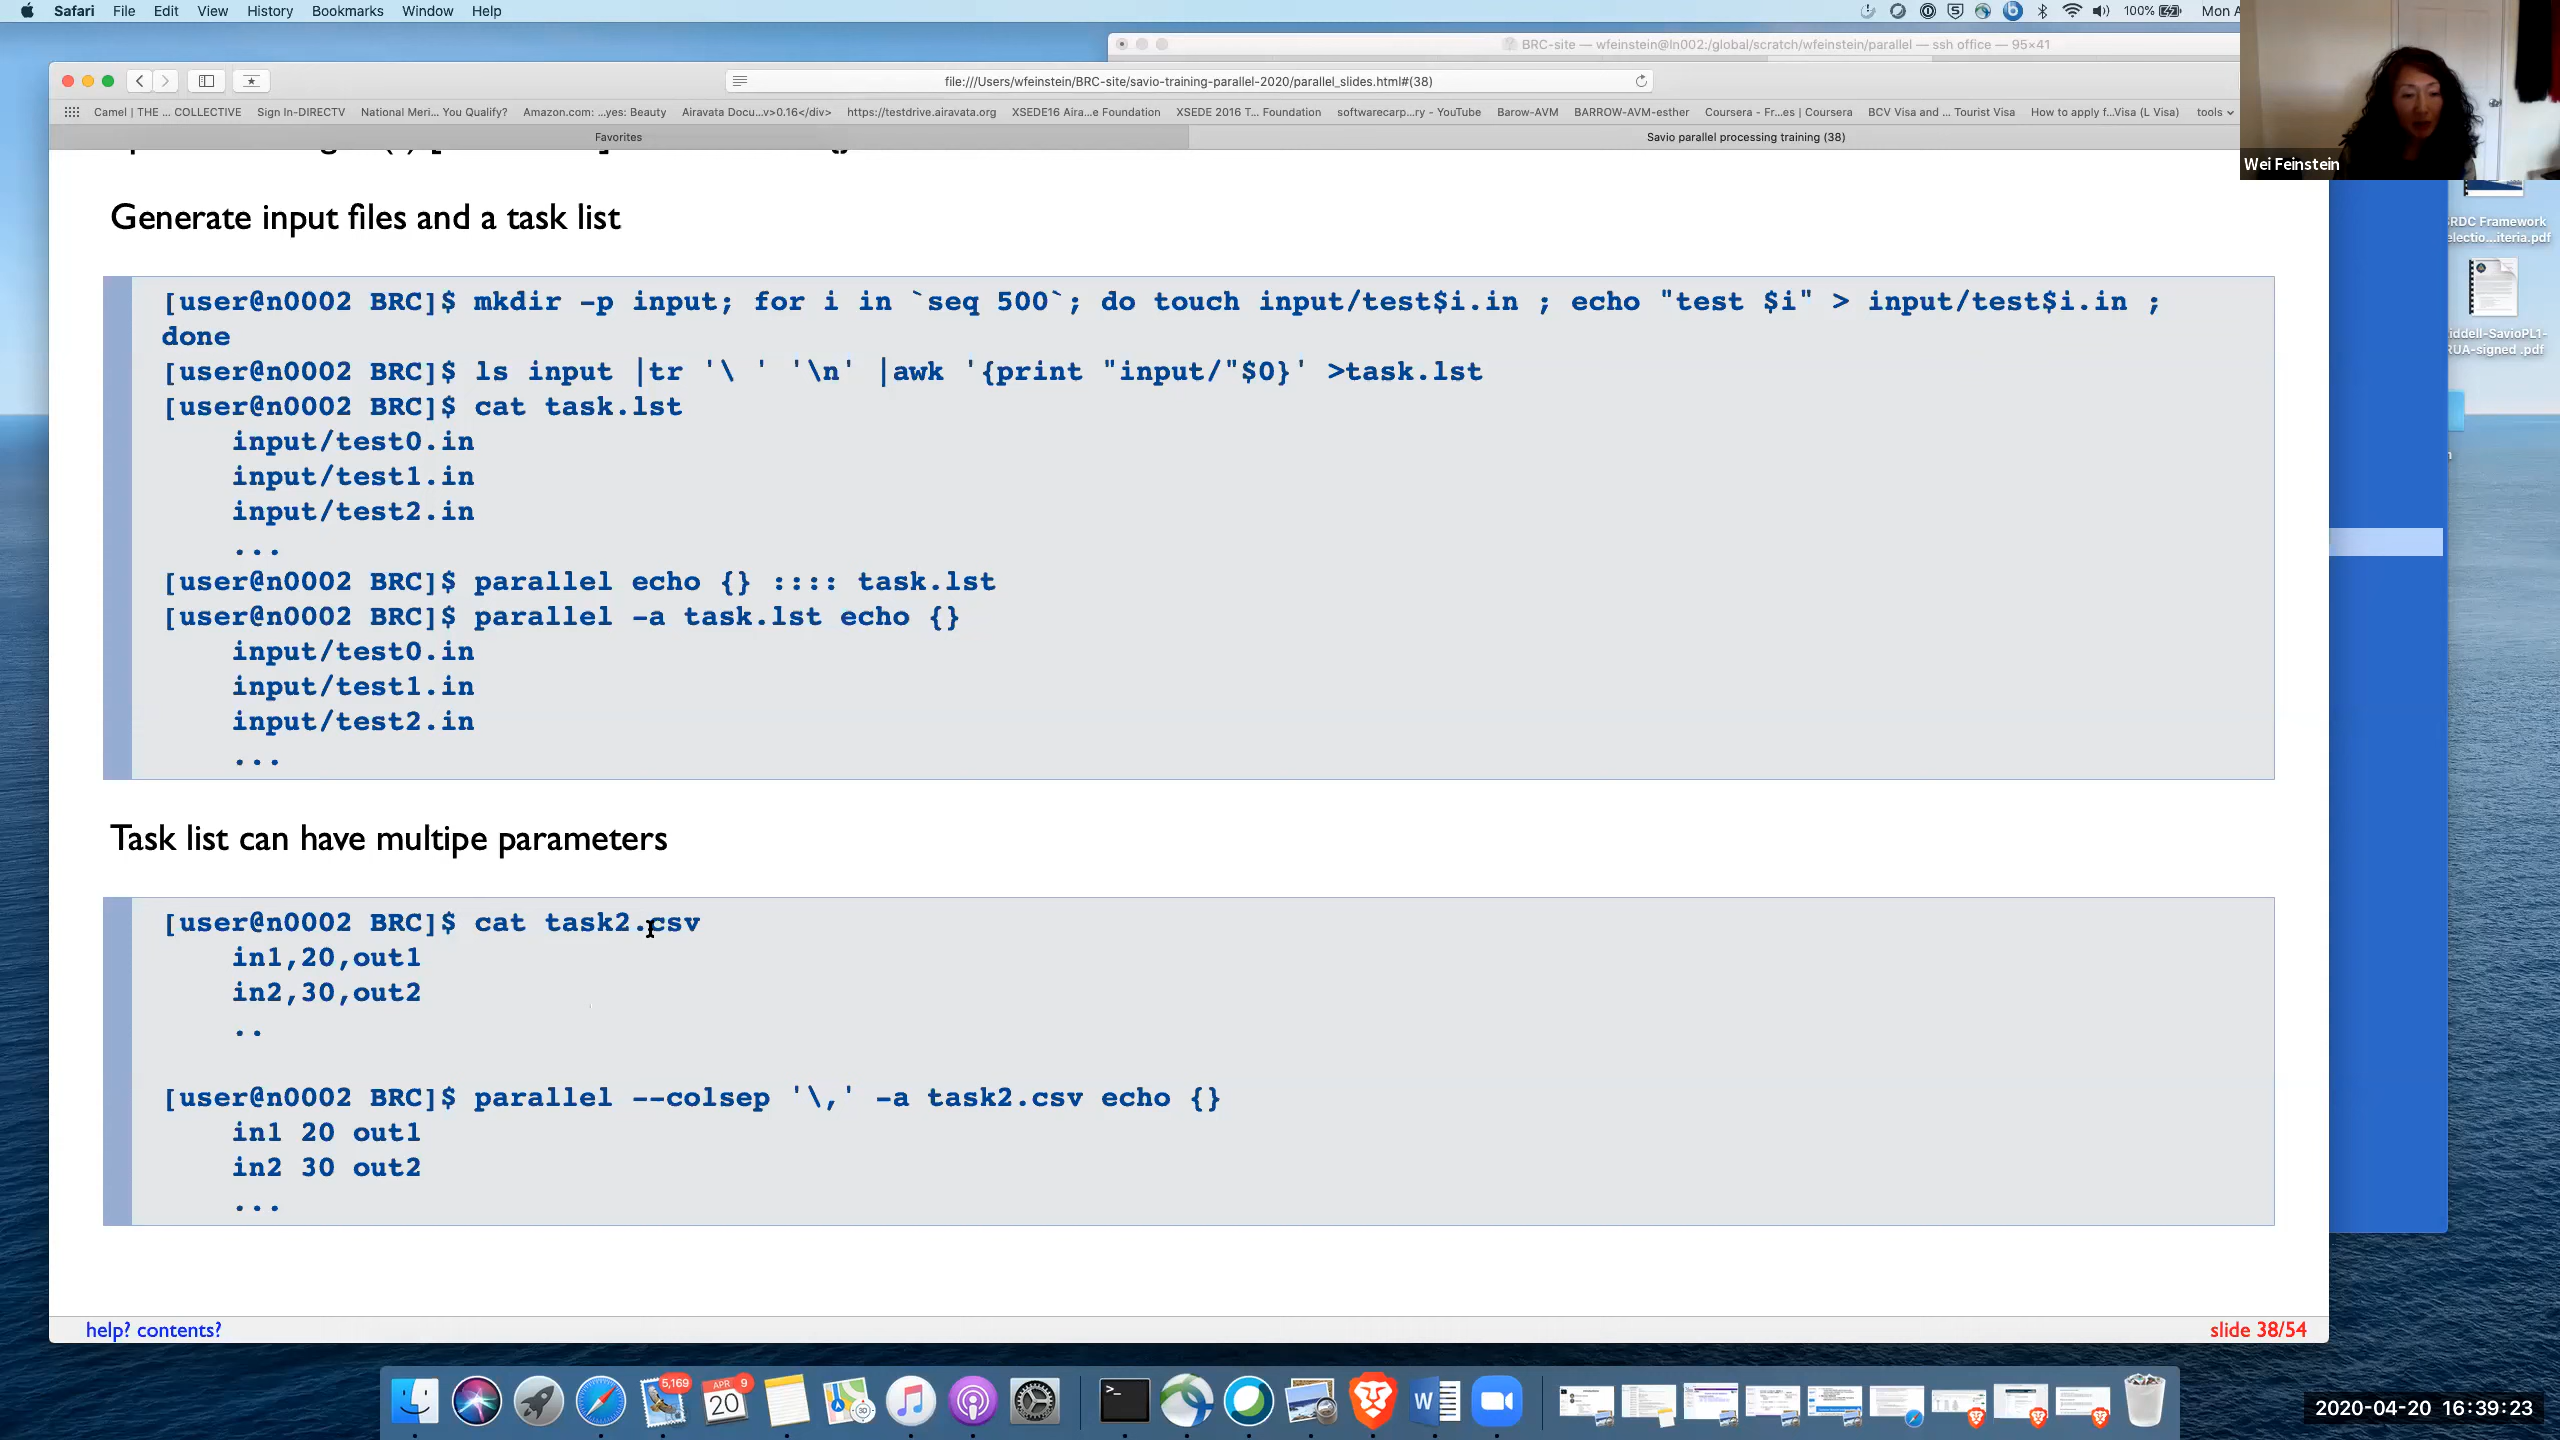 Safari File Edit View History Bookmarks Window Help 100% Mon A
BRC-site — wfeinstein@ln002:/global/scratch/wfeinstein/parallel — ssh office — 95×41
file:///Users/wfeinstein/BRC-site/savio-training-parallel-2020/parallel_slides.html#(38)
Camel | THE ... COLLECTIVE Sign In-DIRECTV National Meri... You Qualify? Amazon.com: ...yes: Beauty Airavata Docu...v>0.16</div> https://testdrive.airavata.org XSEDE16 Aira...e Foundation XSEDE 2016 T... Foundation softwarecarp...ry - YouTube Barow-AVM BARROW-AVM-esther Coursera - Fr...es | Coursera BCV Visa and ... Tourist Visa How to apply f...Visa (L Visa) tools
Favorites Savio parallel processing training (38)
Wei Feinstein
Generate input files and a task list
[user@n0002 BRC]$ mkdir -p input; for i in `seq 500`; do touch input/test$i.in ; echo "test $i" > input/test$i.in ;
done
[user@n0002 BRC]$ ls input |tr '\ ' '\n' |awk '{print "input/"$0}' >task.lst
[user@n0002 BRC]$ cat task.lst
input/test0.in
input/test1.in
input/test2.in
...
[user@n0002 BRC]$ parallel echo {} :::: task.lst
[user@n0002 BRC]$ parallel -a task.lst echo {}
input/test0.in
input/test1.in
input/test2.in
...
Task list can have multipe parameters
[user@n0002 BRC]$ cat task2.csv
in1,20,out1
in2,30,out2
..
[user@n0002 BRC]$ parallel --colsep '\,' -a task2.csv echo {}
in1 20 out1
in2 30 out2
...
help? contents? slide 38/54
RDC Framework
electio...iteria.pdf
iddell-SavioPL1-
RUA-signed .pdf
5,169
APR 9
20
3D
2020-04-20 16:39:23